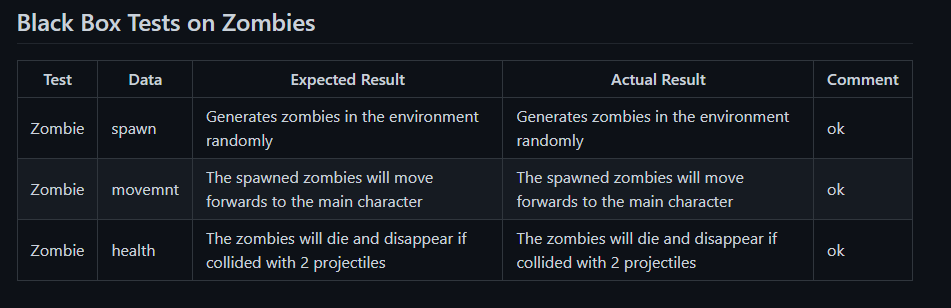 Black Box Tests on Zombies
Test Data Expected Result Actual Result Comment
Zombie spawn Generates zombies in the environment randomly Generates zombies in the environment randomly ok
Zombie movemnt The spawned zombies will move forwards to the main character The spawned zombies will move forwards to the main character ok
Zombie health The zombies will die and disappear if collided with 2 projectiles The zombies will die and disappear if collided with 2 projectiles ok